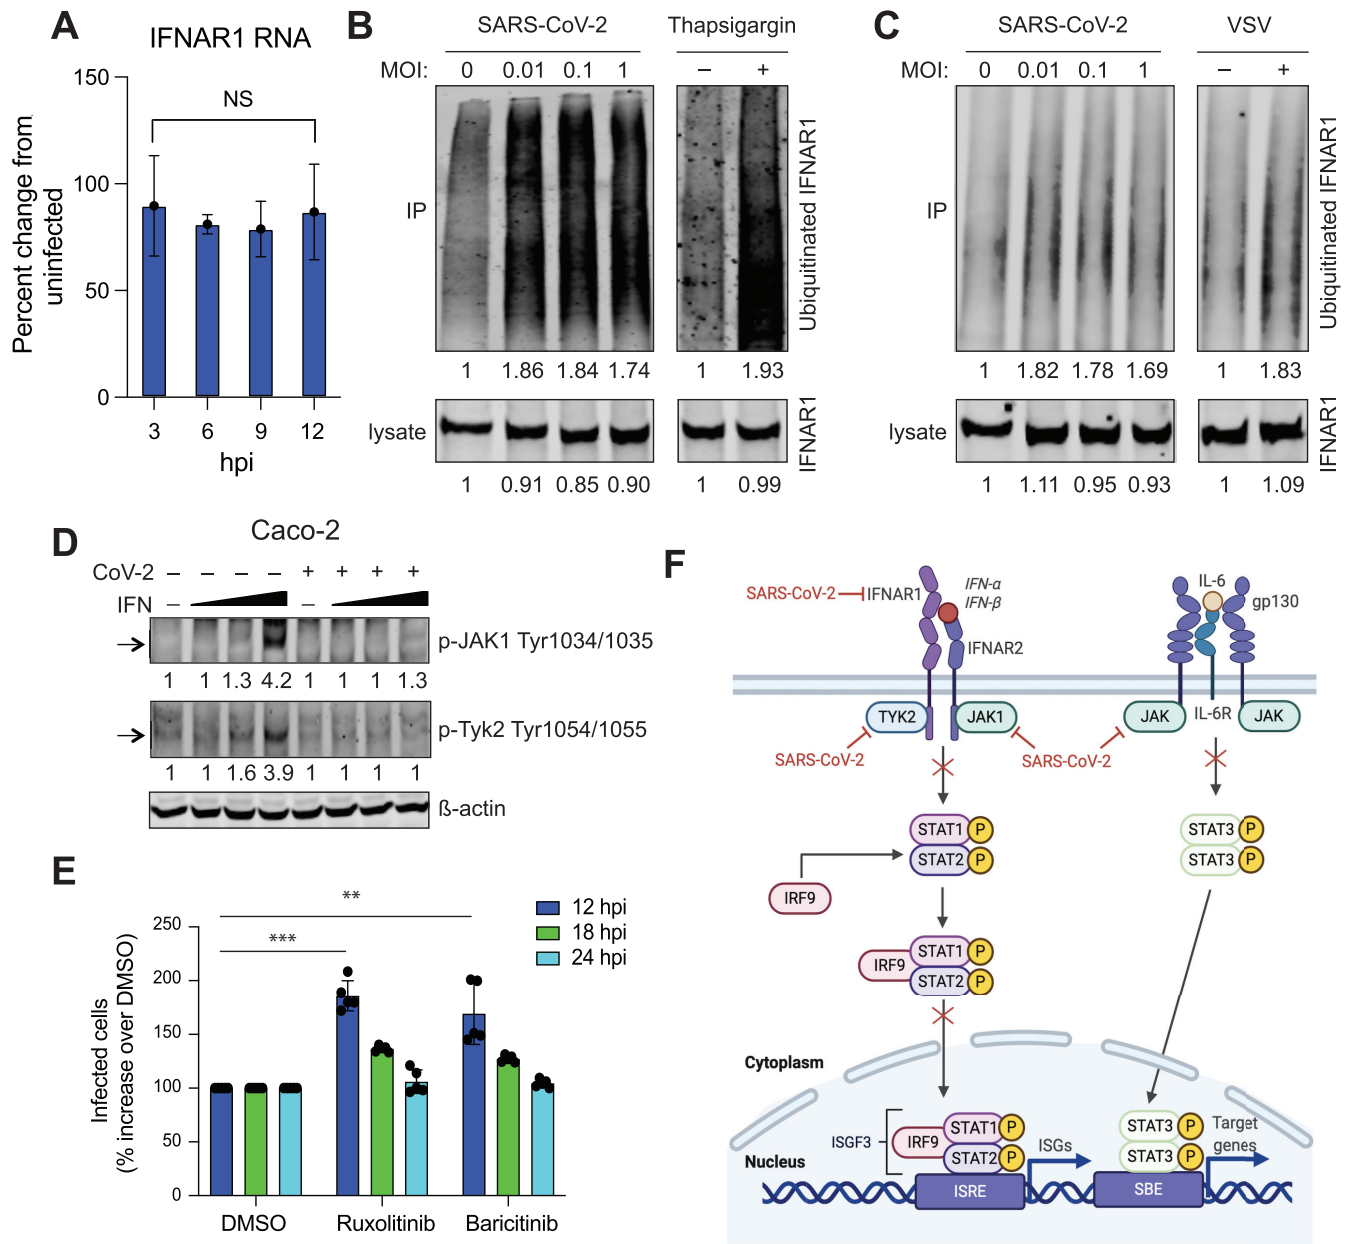 A
IFNAR1 RNA
NS
Percent change from
uninfected
150
100
50
0
3 6 9 12
hpi
B
SARS-CoV-2 Thapsigargin
MOI: 0 0.01 0.1 1 – +
IP
Ubiquitinated IFNAR1
1 1.86 1.84 1.74 1 1.93
lysate
IFNAR1
1 0.91 0.85 0.90 1 0.99
C
SARS-CoV-2 VSV
MOI: 0 0.01 0.1 1 – +
IP
Ubiquitinated IFNAR1
1 1.82 1.78 1.69 1 1.83
lysate
IFNAR1
1 1.11 0.95 0.93 1 1.09
D
Caco-2
CoV-2 – – – – + + + +
IFN – –
p-JAK1 Tyr1034/1035
1 1 1.3 4.2 1 1 1 1.3
p-Tyk2 Tyr1054/1055
1 1 1.6 3.9 1 1 1 1
ß-actin
E
Infected cells
(% increase over DMSO)
250
200
150
100
50
0
**
***
12 hpi
18 hpi
24 hpi
DMSO Ruxolitinib Baricitinib
F
SARS-CoV-2 IFNAR1
IFN-α
IFN-β
IFNAR2
IL-6
gp130
TYK2 JAK1
JAK IL-6R JAK
SARS-CoV-2 SARS-CoV-2
STAT1 P
STAT2 P
IRF9
STAT3 P
STAT3 P
IRF9 STAT1 P
STAT2 P
Cytoplasm
Nucleus
ISGF3
IRF9 STAT1 P
STAT2 P
ISGs
ISRE
STAT3 P
STAT3 P
Target
genes
SBE